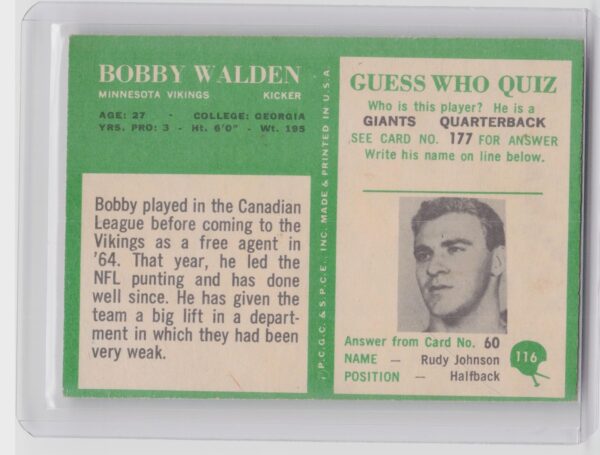 BOBBY WALDEN
MINNESOTA VIKINGS KICKER
AGE: 27 - COLLEGE: GEORGIA
YRS. PRO: 3 - Ht. 6'0" - Wt. 195
Bobby played in the Canadian
League before coming to the
Vikings as a free agent in
'64. That year, he led the
NFL punting and has done
well since. He has given the
team a big lift in a depart-
ment in which they had been
very weak.
P.C.G.C. & S.P.C.E., INC. MADE & PRINTED IN U.S.A.
GUESS WHO QUIZ
Who is this player? He is a
GIANTS QUARTERBACK
SEE CARD NO. 177 FOR ANSWER
Write his name on line below.
Answer from Card No. 60
NAME — Rudy Johnson
POSITION — Halfback
116